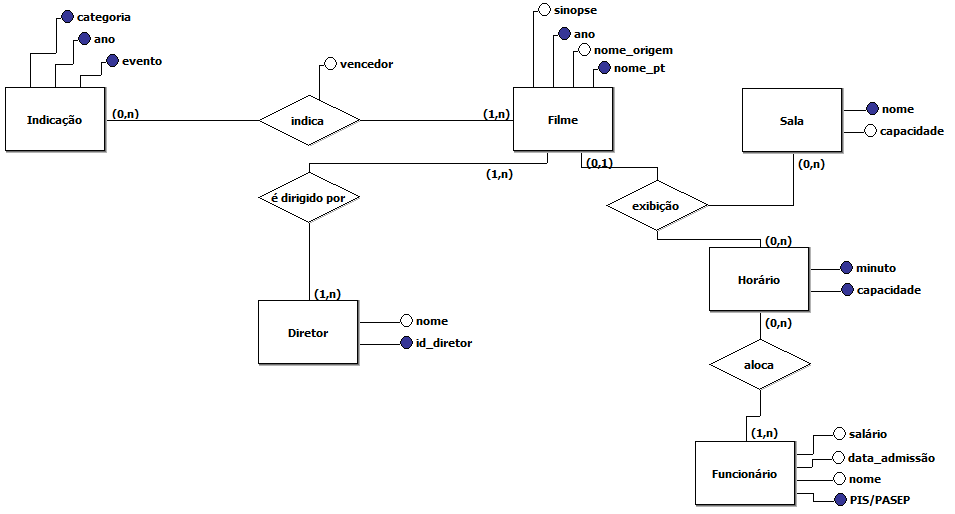 sinopse
categoria
ano
ano
nome_origem
evento
vencedor
nome_pt
Indicação
(0,n)
indica
(1,n)
Filme
Sala
nome
capacidade
(1,n)
(0,1)
(0,n)
é dirigido por
exibição
(0,n)
Horário
minuto
capacidade
(1,n)
Diretor
nome
id_diretor
(0,n)
aloca
(1,n)
Funcionário
salário
data_admissão
nome
PIS/PASEP